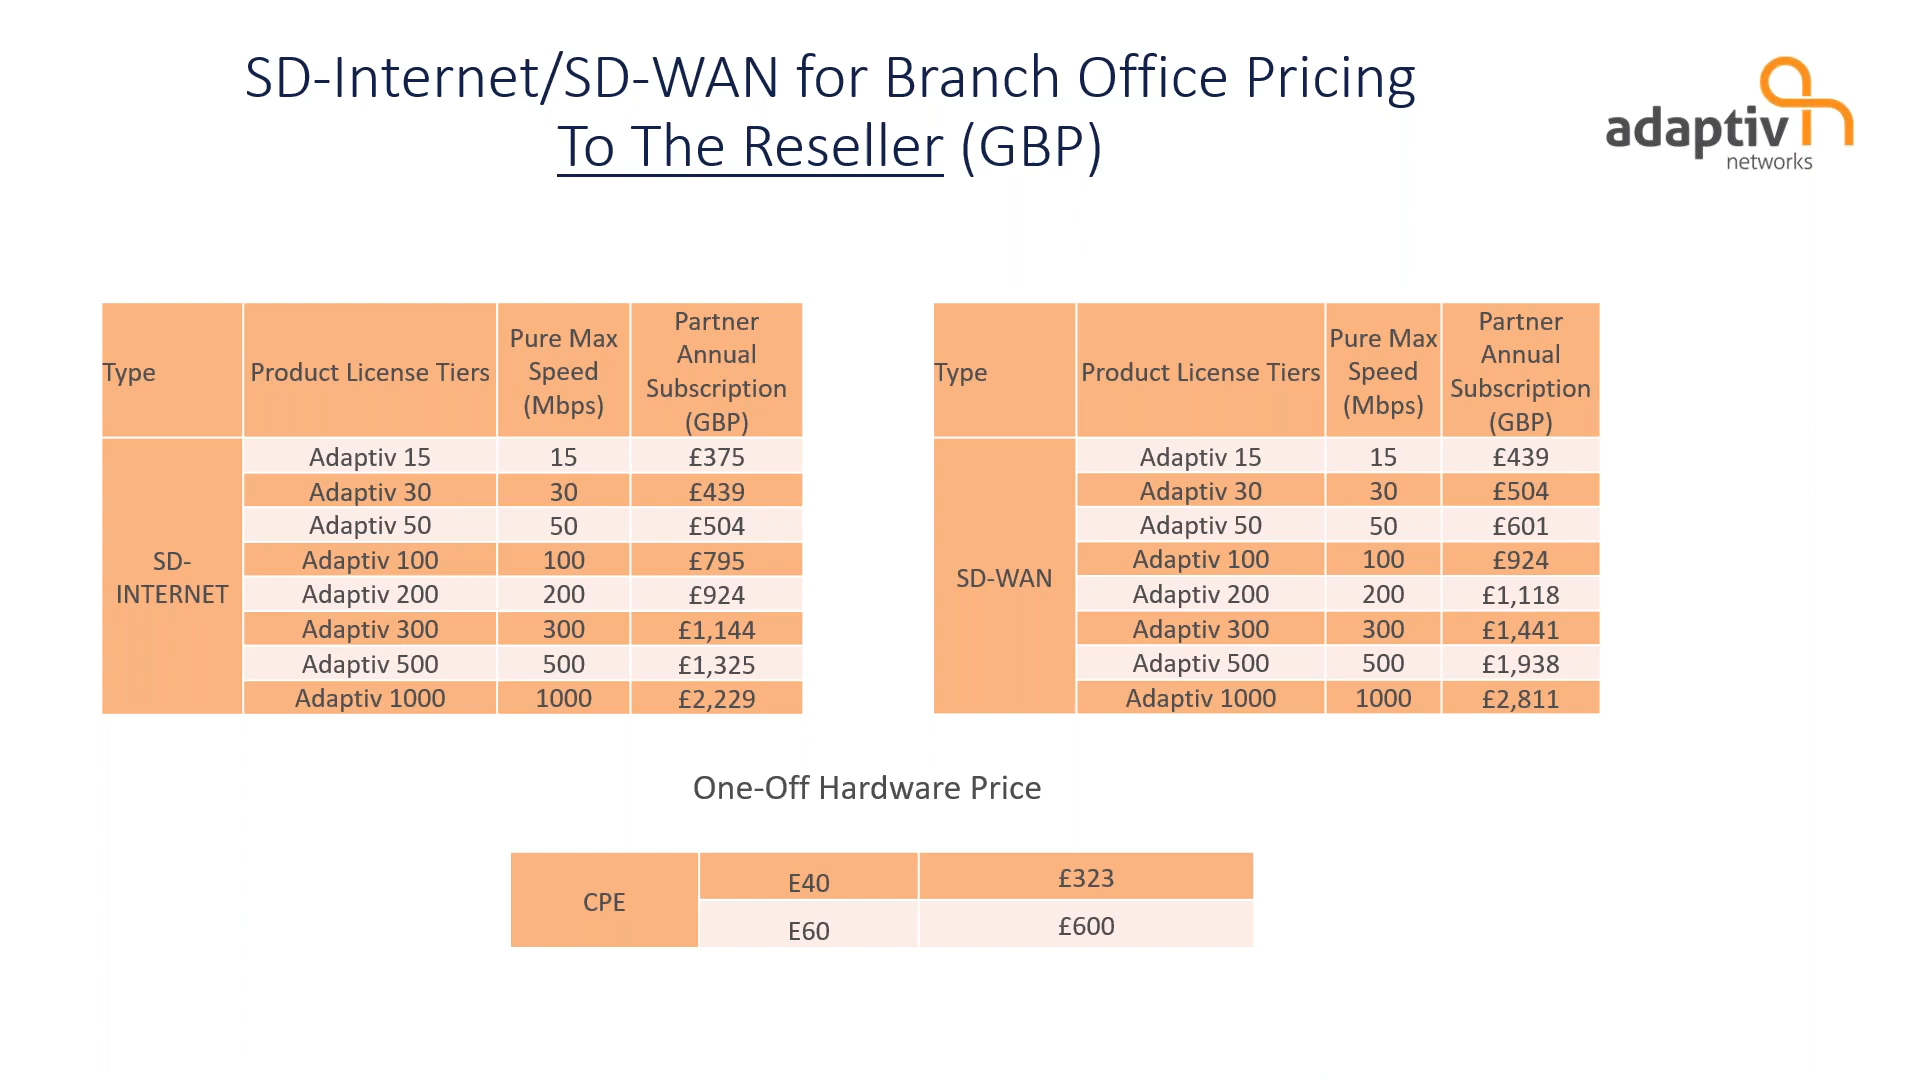 SD-Internet/SD-WAN for Branch Office Pricing
To The Reseller (GBP)
adaptiv
networks
Type Product License Tiers Pure Max Speed (Mbps) Partner Annual Subscription (GBP)
SD-INTERNET
Adaptiv 15 15 £375
Adaptiv 30 30 £439
Adaptiv 50 50 £504
Adaptiv 100 100 £795
Adaptiv 200 200 £924
Adaptiv 300 300 £1,144
Adaptiv 500 500 £1,325
Adaptiv 1000 1000 £2,229
Type Product License Tiers Pure Max Speed (Mbps) Partner Annual Subscription (GBP)
SD-WAN
Adaptiv 15 15 £439
Adaptiv 30 30 £504
Adaptiv 50 50 £601
Adaptiv 100 100 £924
Adaptiv 200 200 £1,118
Adaptiv 300 300 £1,441
Adaptiv 500 500 £1,938
Adaptiv 1000 1000 £2,811
One-Off Hardware Price
CPE
E40 £323
E60 £600